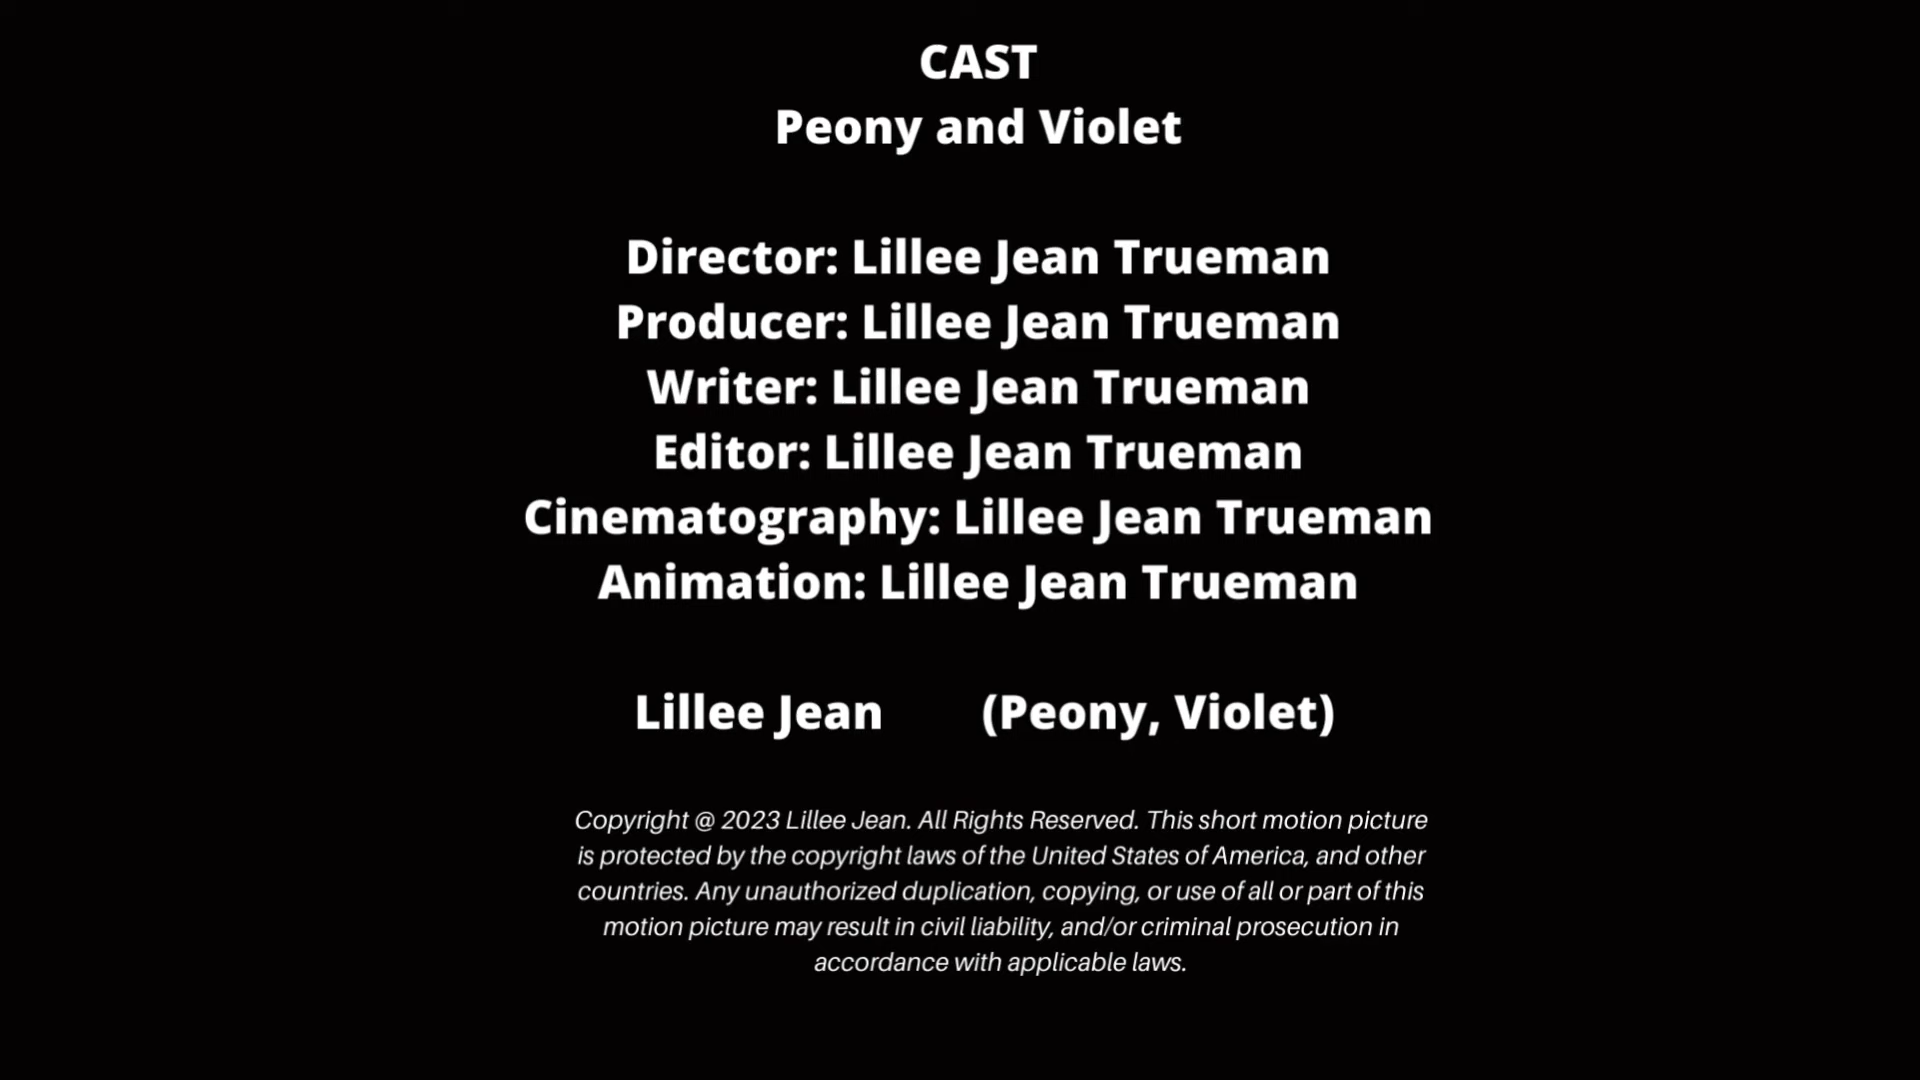 CAST
Peony and Violet
Director: Lillee Jean Trueman
Producer: Lillee Jean Trueman
Writer: Lillee Jean Trueman
Editor: Lillee Jean Trueman
Cinematography: Lillee Jean Trueman
Animation: Lillee Jean Trueman
Lillee Jean (Peony, Violet)
Copyright @ 2023 Lillee Jean. All Rights Reserved. This short motion picture
is protected by the copyright laws of the United States of America, and other
countries. Any unauthorized duplication, copying, or use of all or part of this
motion picture may result in civil liability, and/or criminal prosecution in
accordance with applicable laws.